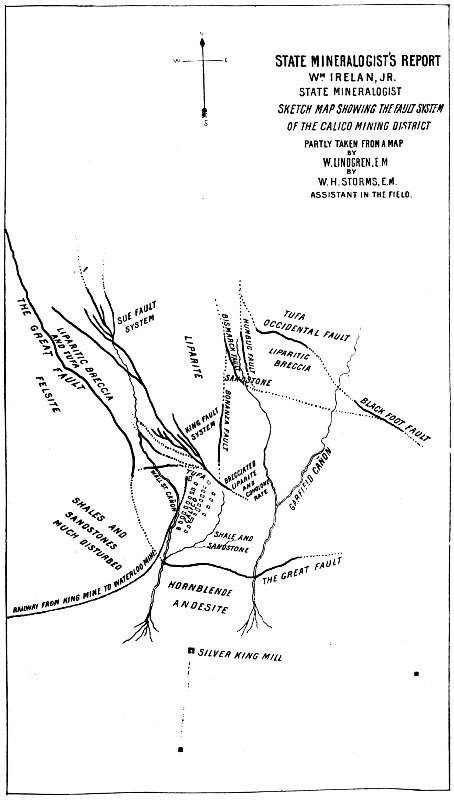 N
W E
S
STATE MINERALOGIST'S REPORT
WM IRELAN, JR.
STATE MINERALOGIST
SKETCH MAP SHOWING THE FAULT SYSTEM
OF THE CALICO MINING DISTRICT
PARTLY TAKEN FROM A MAP
BY
W. LINDGREN, E.M
BY
W. H. STORMS, E.M.
ASSISTANT IN THE FIELD.
THE GREAT FAULT
FELSITE
LIPARITIC BRECCIA
AND TUFA
SUE FAULT
SYSTEM
LIPARITE
BISMARCH FAULT
HUMBUG FAULT
SANDSTONE
BONANZA FAULT
TUFA
OCCIDENTAL FAULT
LIPARITIC
BRECCIA
BLACK FOOT FAULT
KING FAULT
SYSTEM
TUFA
WALL ST. CAÑON
BRECCIATED
LIPARITE
AND
CONGLOME
RATE
GARFIELD CAÑON
SHALES AND
SANDSTONES
MUCH DISTURBED
SHALE AND
SANDSTONE
RAILWAY FROM KING MINE TO WATERLOO MINE
THE GREAT FAULT
HORNBLENDE
ANDESITE
SILVER KING MILL